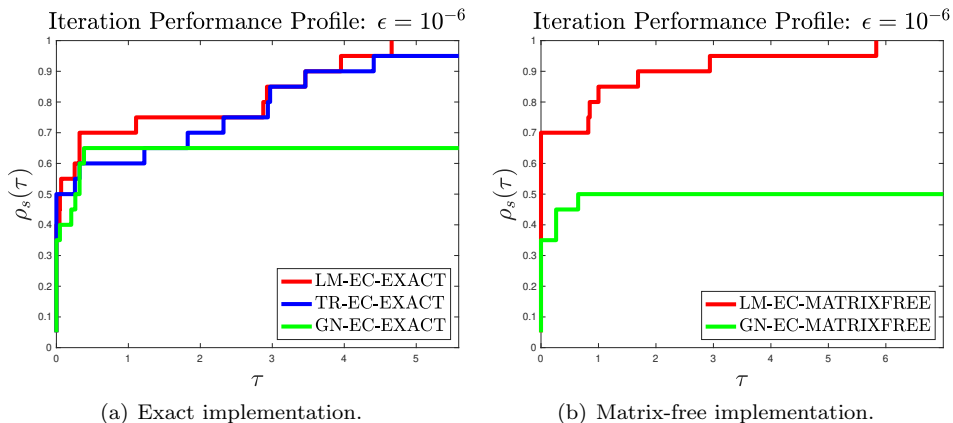 Iteration Performance Profile: ϵ = 10⁻⁶
1
0.9
0.8
0.7
0.6
0.5
0.4
0.3
0.2
0.1
0
ρₛ(τ)
LM-EC-EXACT
TR-EC-EXACT
GN-EC-EXACT
0 1 2 3 4 5
τ
(a) Exact implementation.
Iteration Performance Profile: ϵ = 10⁻⁶
1
0.9
0.8
0.7
0.6
0.5
0.4
0.3
0.2
0.1
0
ρₛ(τ)
LM-EC-MATRIXFREE
GN-EC-MATRIXFREE
0 1 2 3 4 5 6 7
τ
(b) Matrix-free implementation.